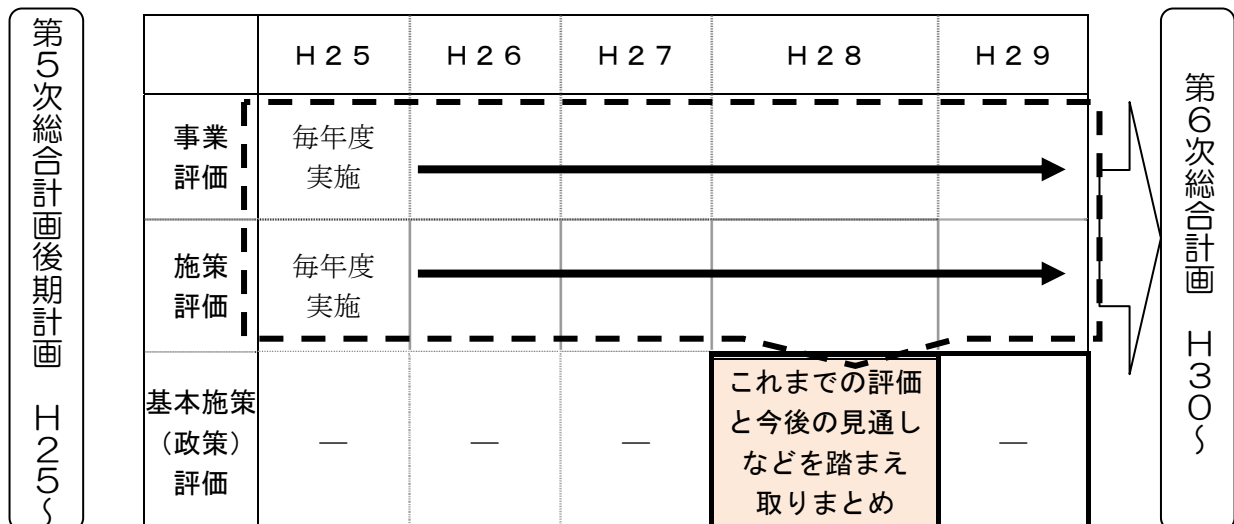 第５次総合計画後期計画　Ｈ２５～
Ｈ２５ Ｈ２６ Ｈ２７ Ｈ２８ Ｈ２９
事業
評価
毎年度
実施
施策
評価
毎年度
実施
基本施策
（政策）
評価
― ― ―
これまでの評価
と今後の見通し
などを踏まえ
取りまとめ
―
第６次総合計画　Ｈ３０～